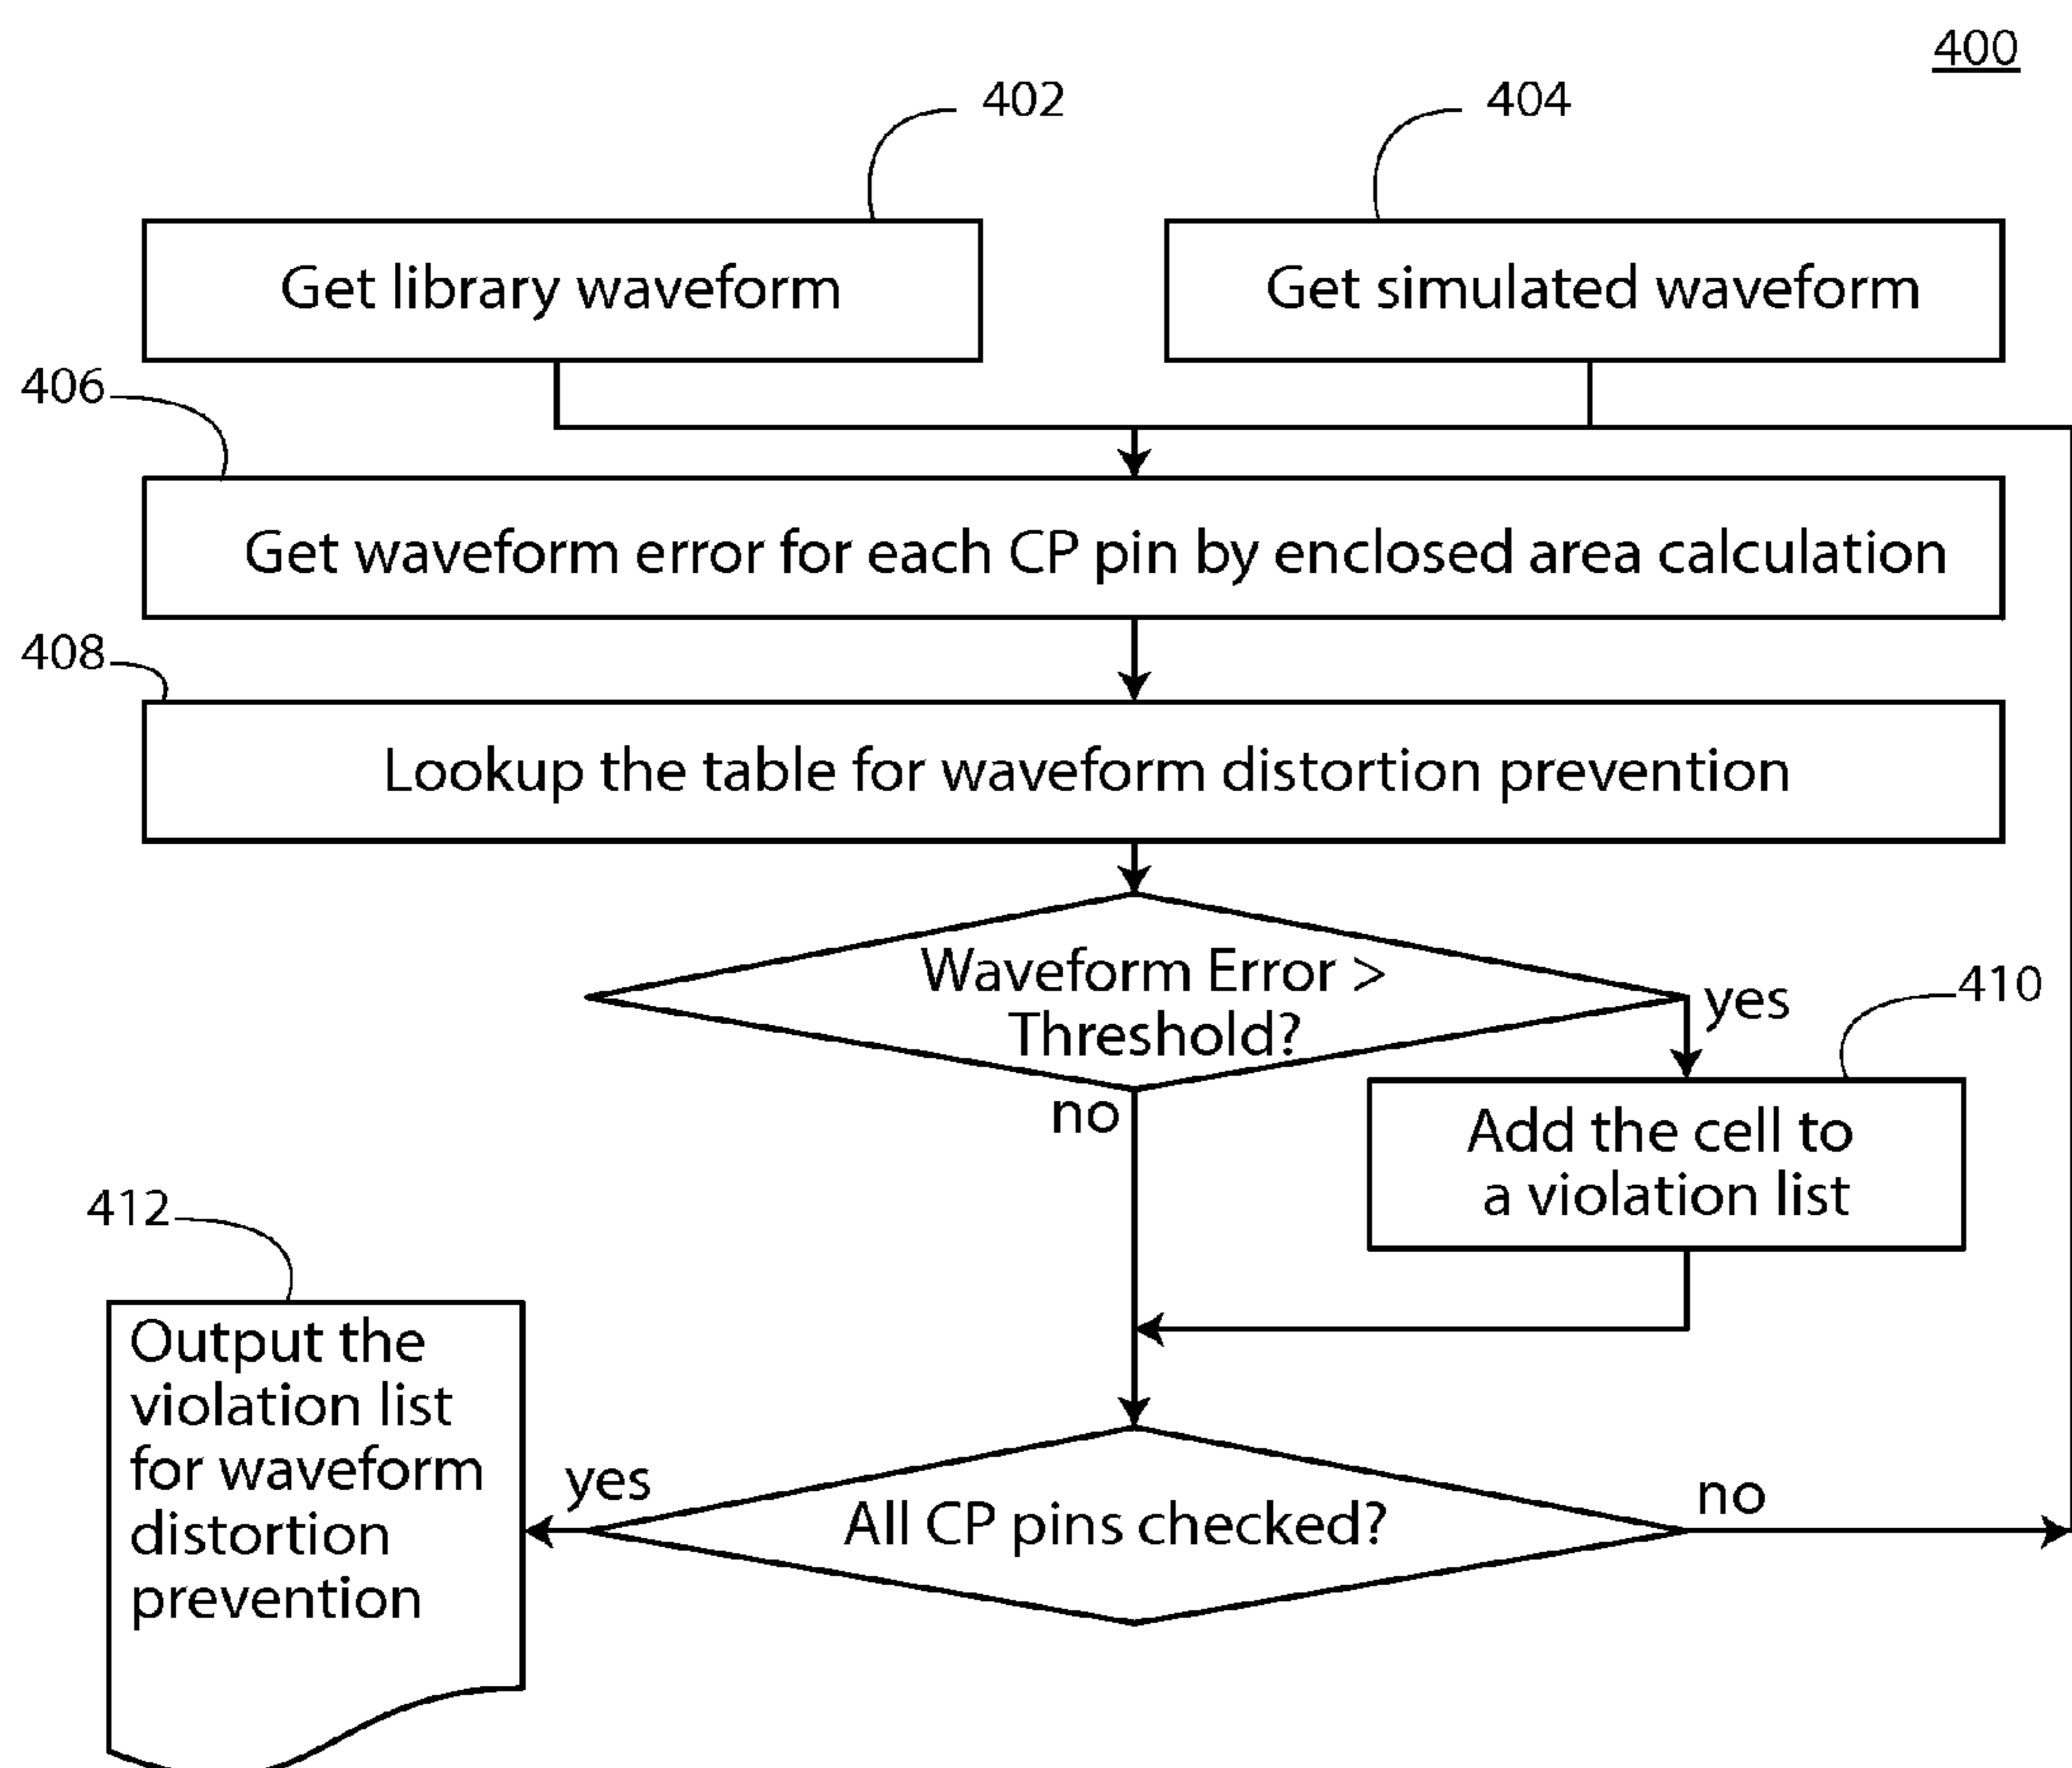 400
402
404
Get library waveform
Get simulated waveform
406
Get waveform error for each CP pin by enclosed area calculation
408
Lookup the table for waveform distortion prevention
Waveform Error >
Threshold?
yes
410
no
Add the cell to
a violation list
412
Output the
violation list
for waveform
distortion
prevention
yes
All CP pins checked?
no